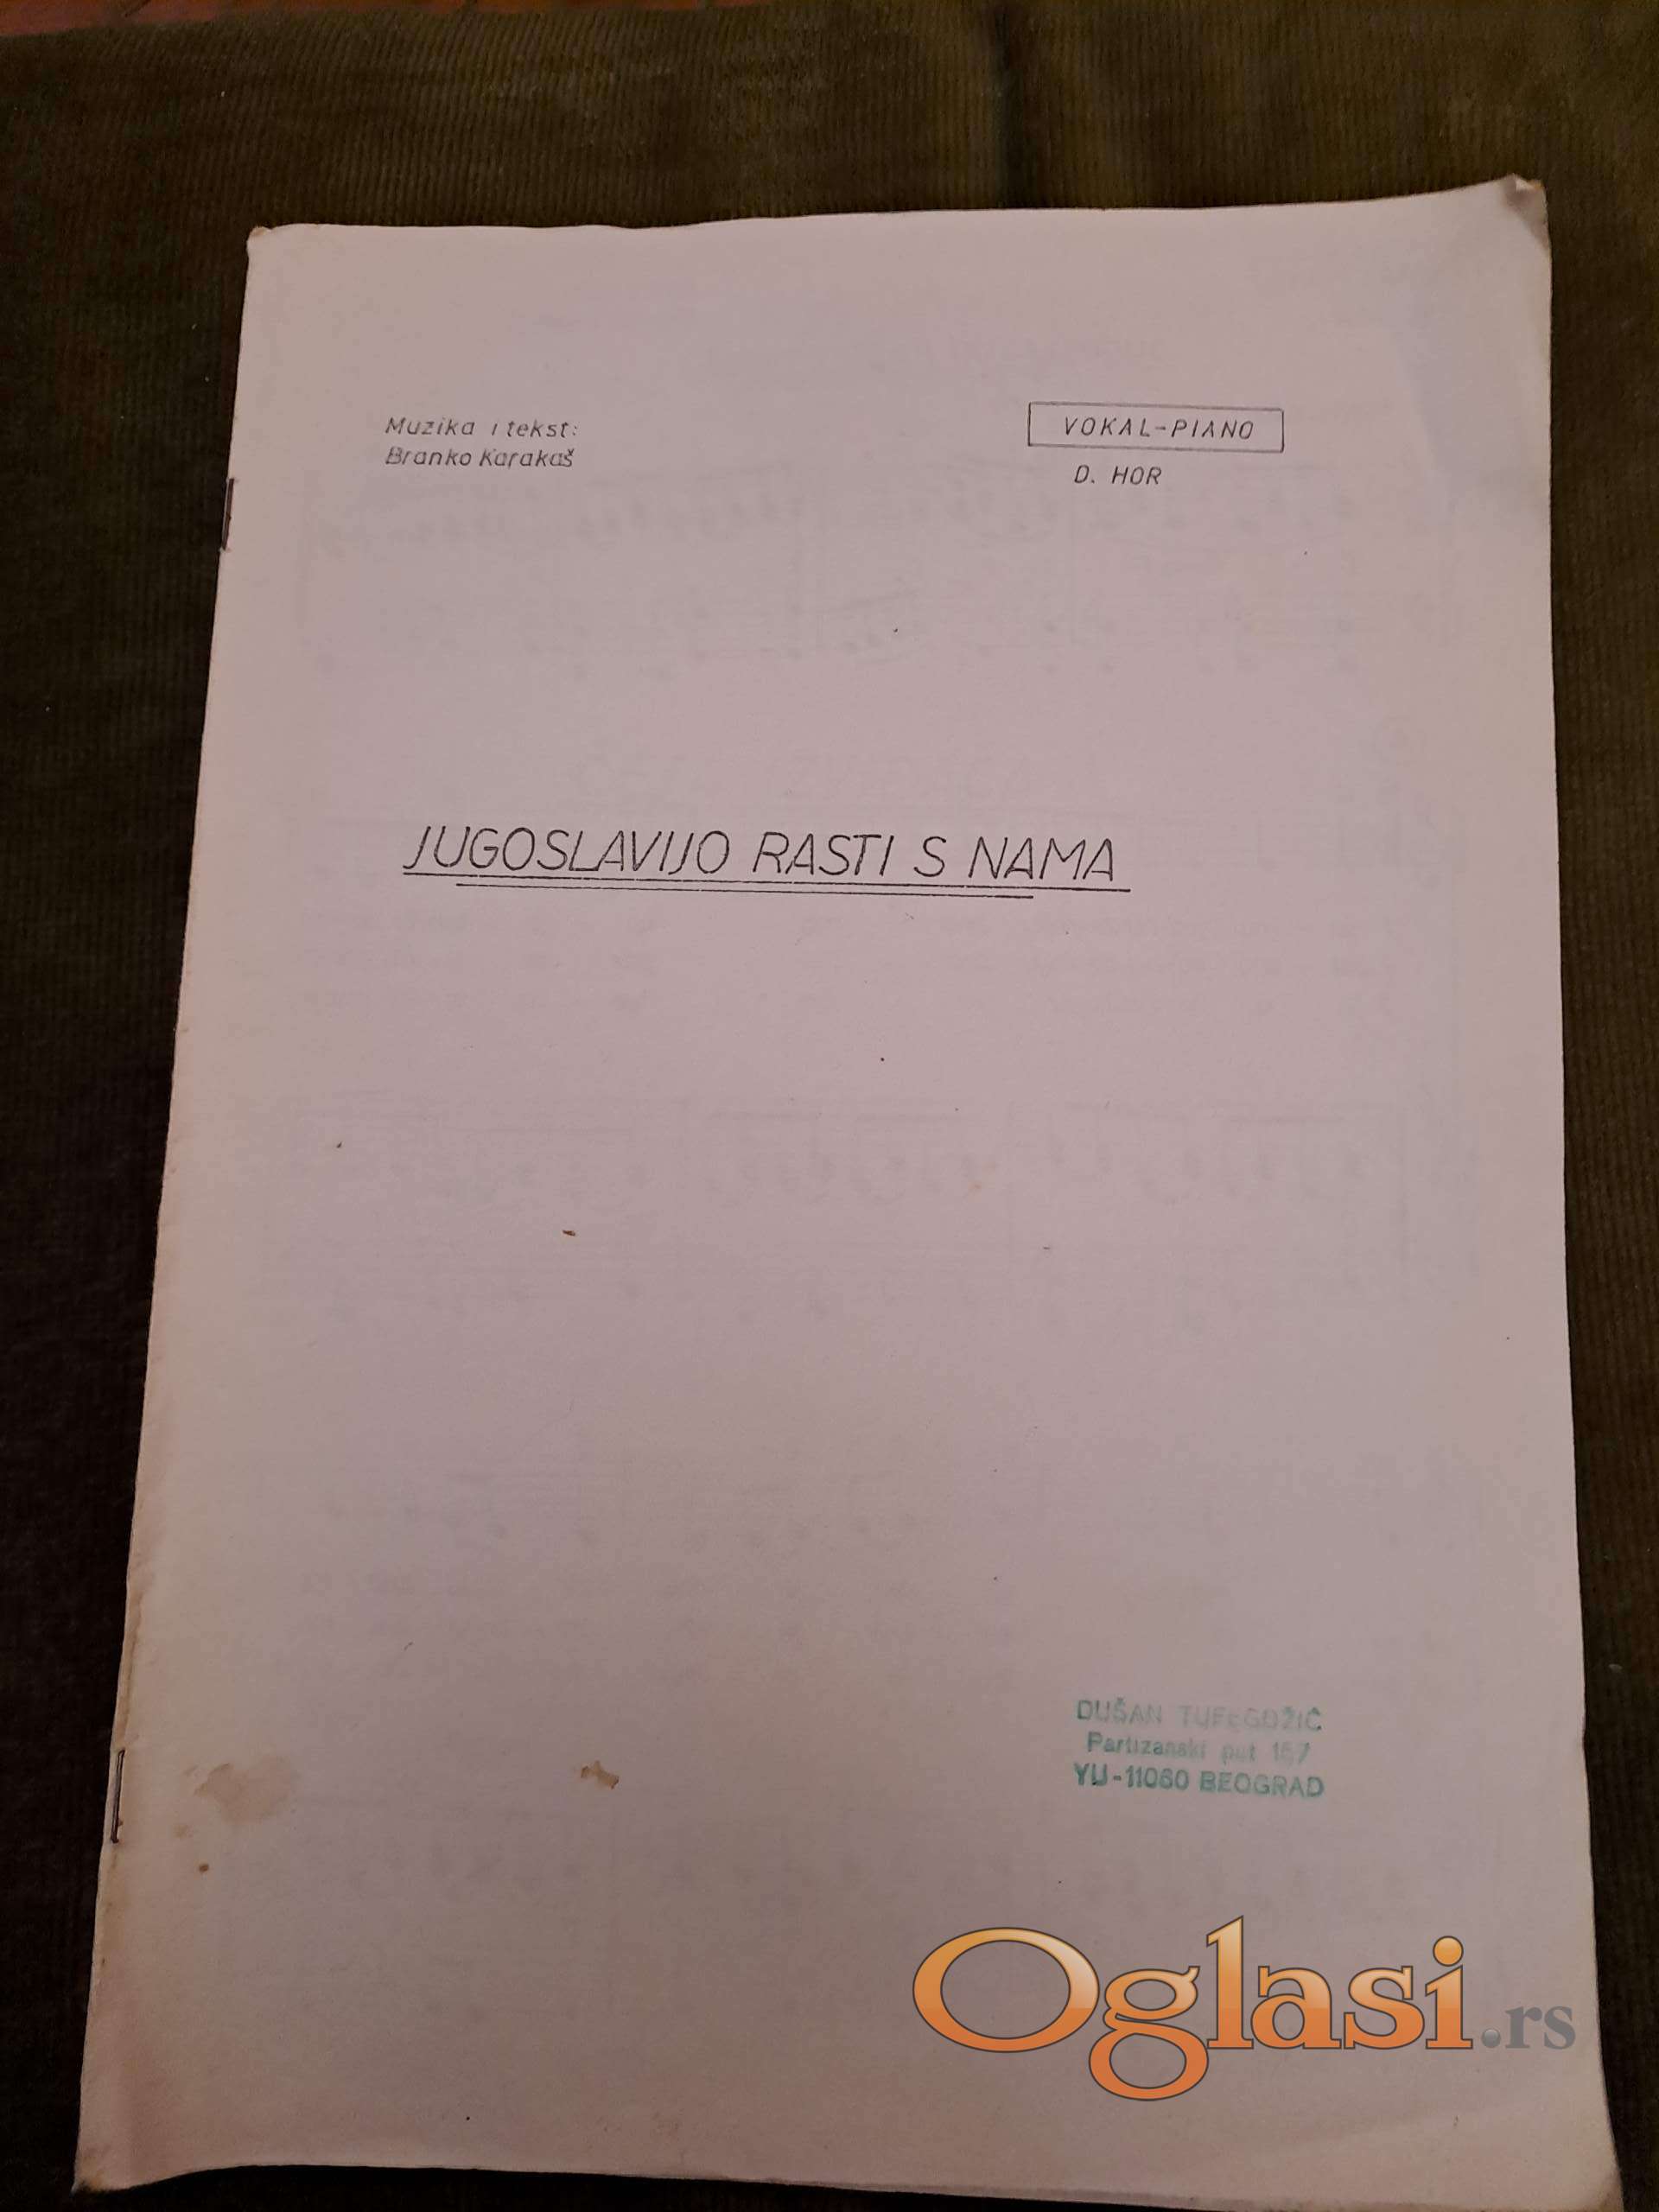 Muzika i tekst:
Branko Karakaš
VOKAL-PIANO
D. HOR
JUGOSLAVIJO RASTI S NAMA
DUŠAN TUFEGDŽIĆ
Partizanski put 167
YU-11060 BEOGRAD
Oglasi.rs